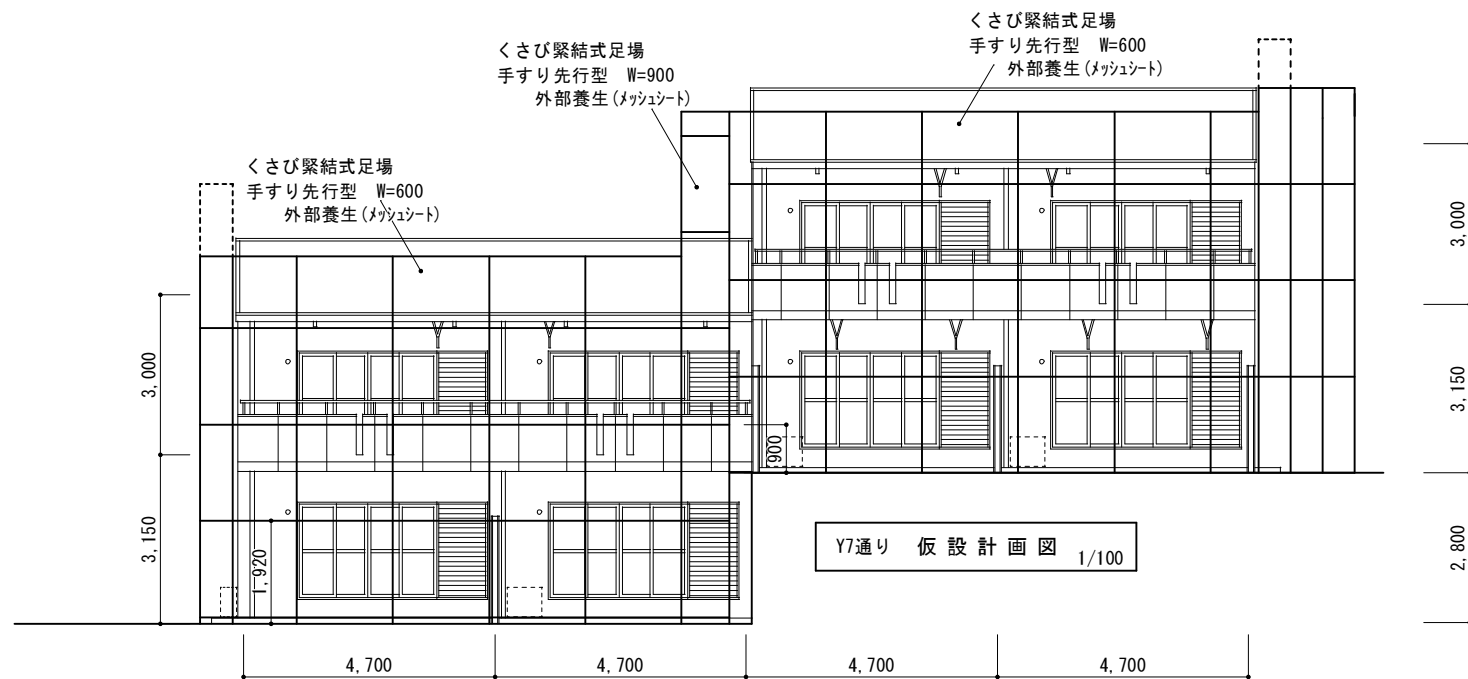 くさび緊結式足場
手すり先行型 W=600
外部養生(メッシュシート)
くさび緊結式足場
手すり先行型 W=900
外部養生(メッシュシート)
くさび緊結式足場
手すり先行型 W=600
外部養生(メッシュシート)
3,000
3,150
1,920
900
3,000
3,150
2,800
Y7通り 仮設計画図 1/100
4,700
4,700
4,700
4,700